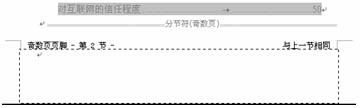 对互联网的信任程度 → 50
分节符(奇数页)
奇数页页脚 - 第 2 节 - 与上一节相同